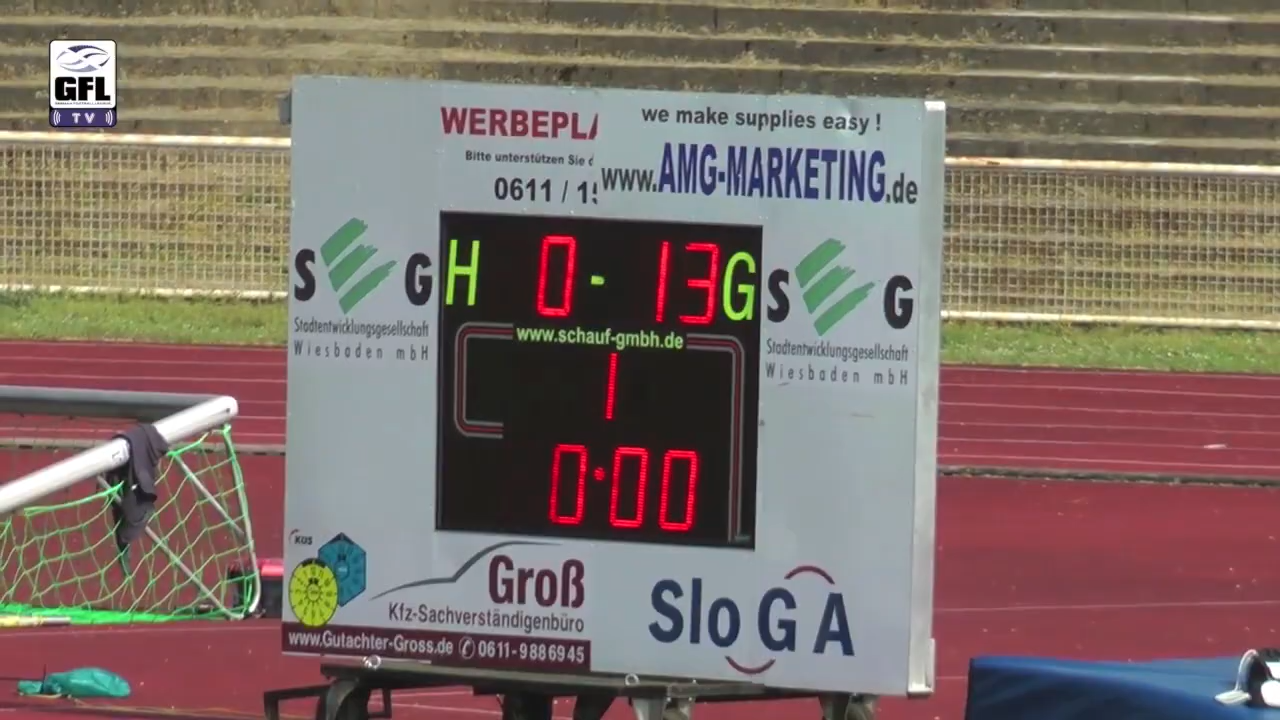 GFL
TV
we make supplies easy !
Bitte unterstützen Sie
0611 /
www.AMG-MARKETING.de
H 0 - 13 G
www.schauf-gmbh.de
1
0:00
S G
Stadtentwicklungsgesellschaft
Wiesbaden mbH
S G
Stadtentwicklungsgesellschaft
Wiesbaden mbH
KÜS
Groß
Kfz-Sachverständigenbüro
www.Gutachter-Gross.de 0611-9886945
SloGA